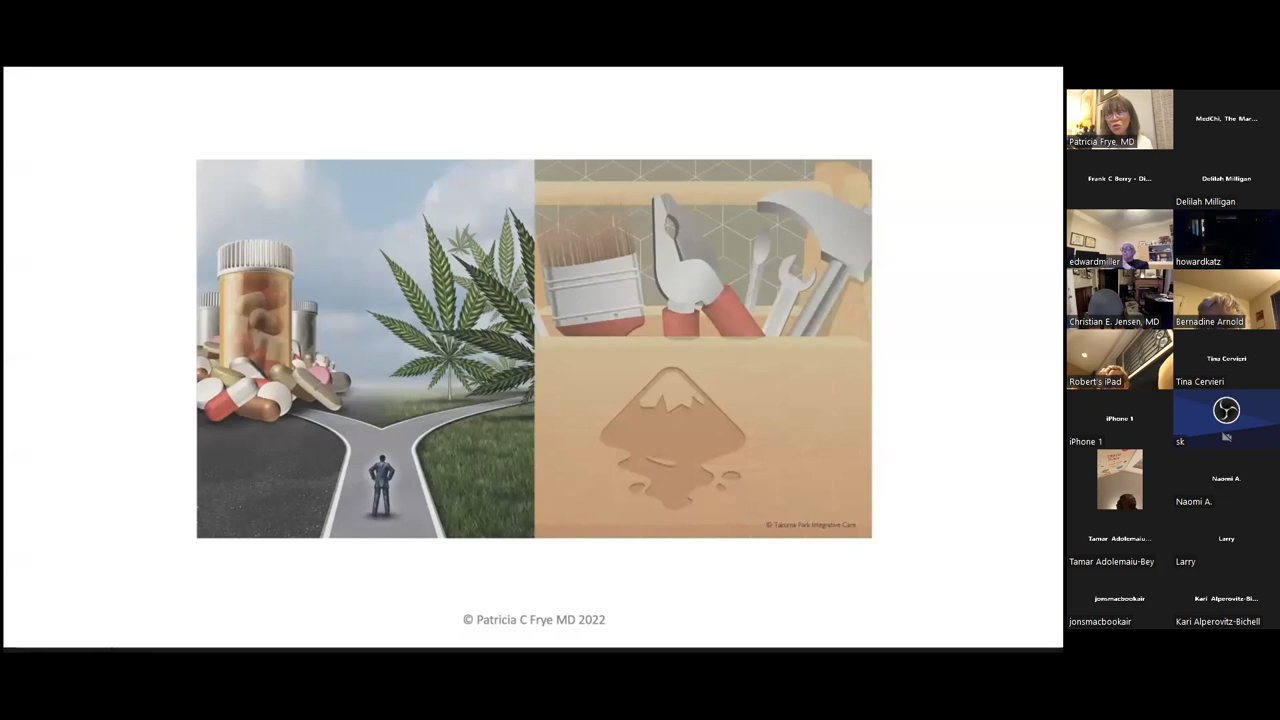 © Takoma Park Integrative Care
© Patricia C Frye MD 2022
Patricia Frye, MD
MedChi, The Mar...
Frank C Berry - Di...
Delilah Milligan
Delilah Milligan
edwardmiller
howardkatz
Christian E. Jensen, MD
Bernadine Arnold
Robert's iPad
Tina Cervieri
Tina Cervieri
iPhone 1
iPhone 1
sk
Naomi A.
Naomi A.
Tamar Adolemaiu...
Tamar Adolemaiu-Bey
Larry
Larry
jonsmacbookair
jonsmacbookair
Kari Alperovitz-Bi...
Kari Alperovitz-Bichell